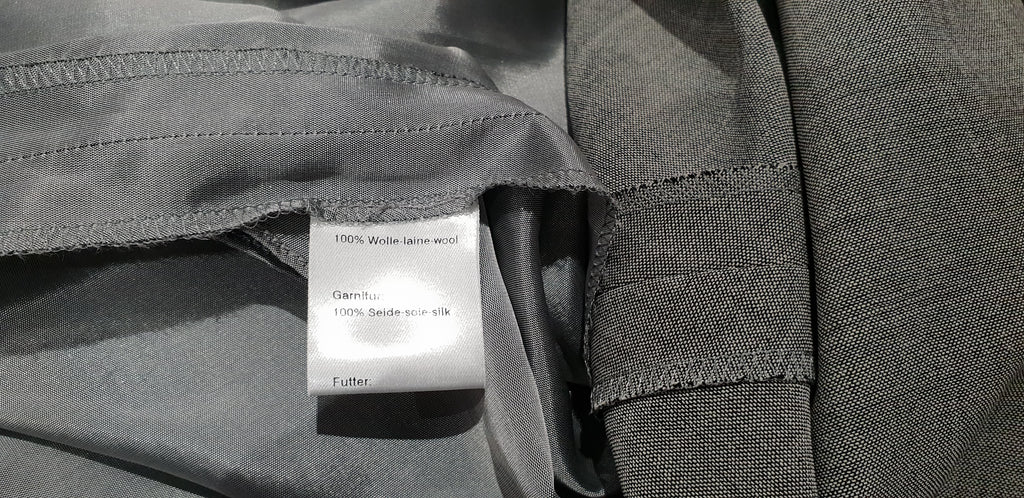 100% Wolle-laine-wool
Garnitur:
100% Seide-soie-silk
Futter: